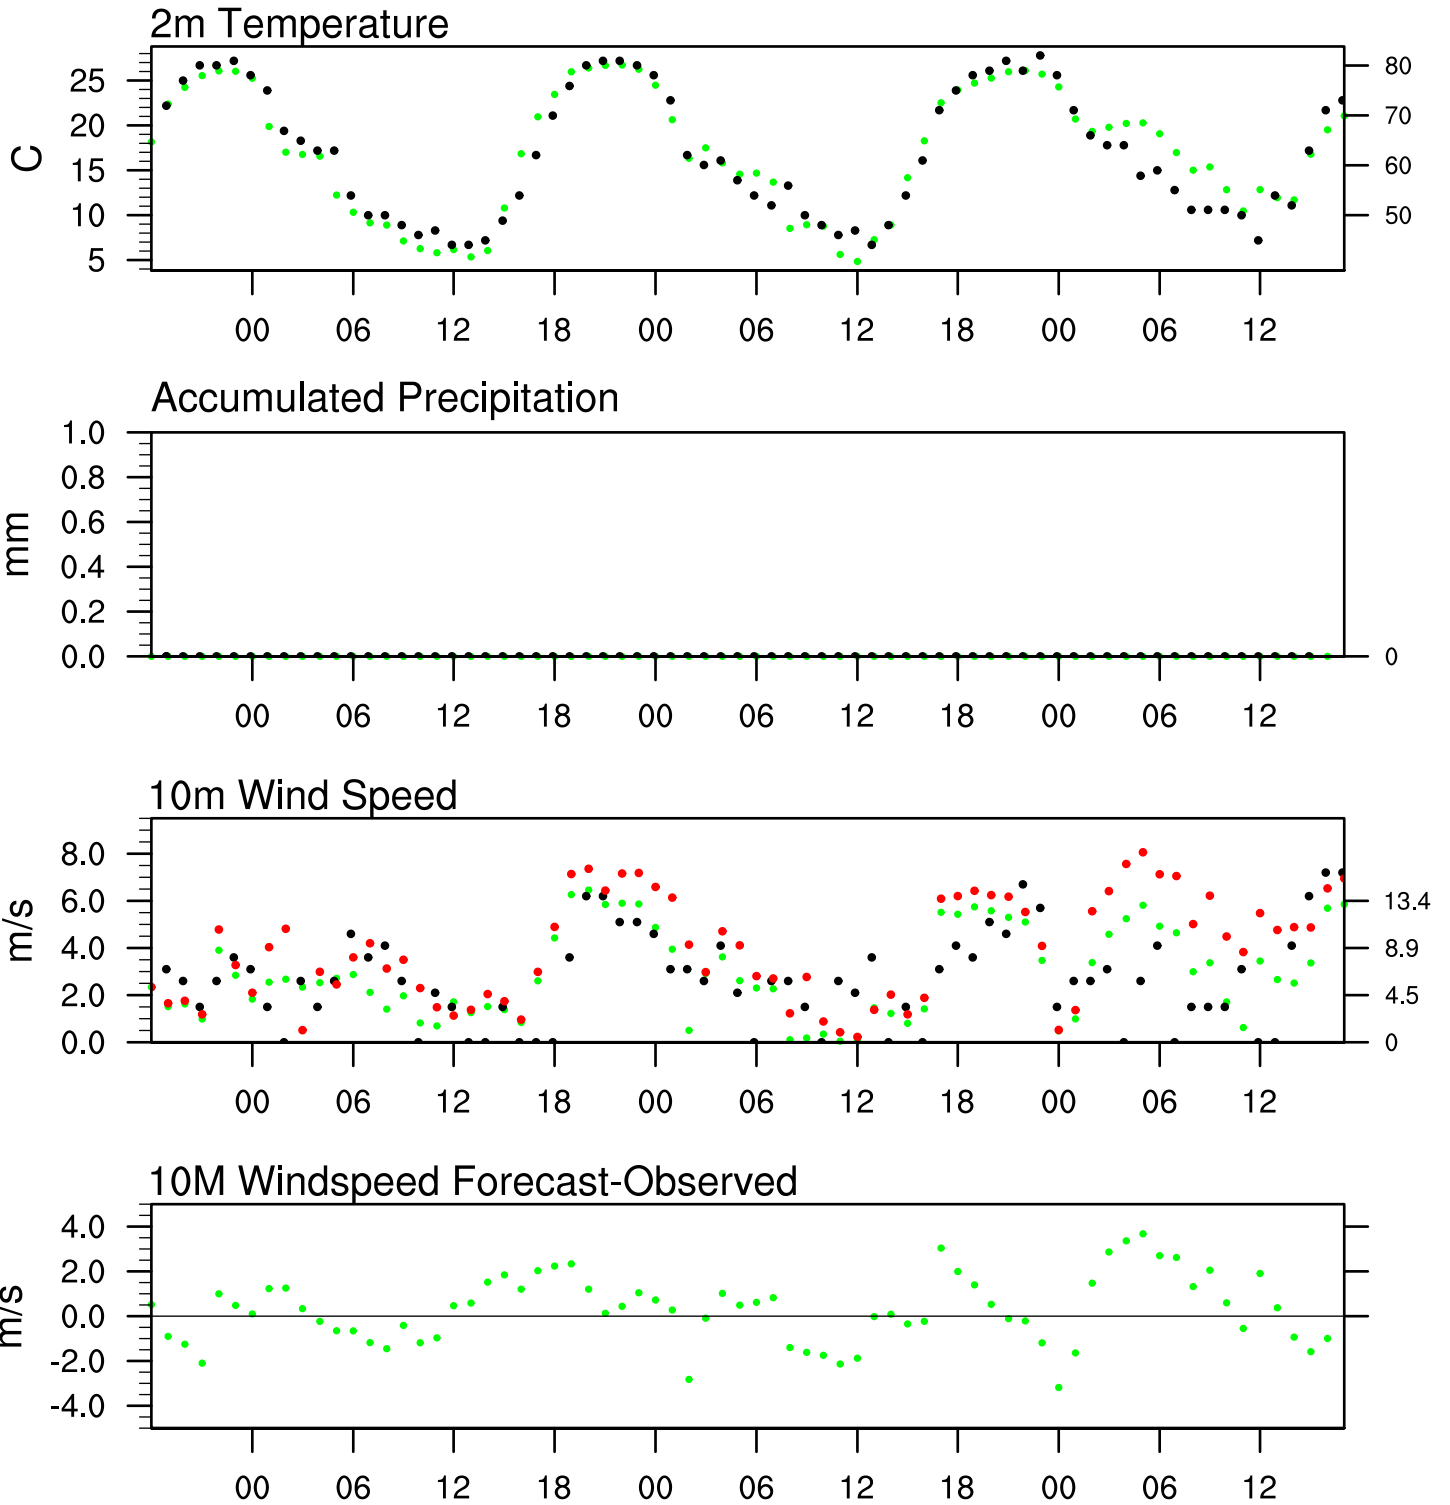 2m Temperature
C
25
20
15
10
5
80
70
60
50
00 06 12 18 00 06 12 18 00 06 12
Accumulated Precipitation
mm
1.0
0.8
0.6
0.4
0.2
0.0
0
00 06 12 18 00 06 12 18 00 06 12
10m Wind Speed
m/s
8.0
6.0
4.0
2.0
0.0
13.4
8.9
4.5
0
00 06 12 18 00 06 12 18 00 06 12
10M Windspeed Forecast-Observed
m/s
4.0
2.0
0.0
-2.0
-4.0
00 06 12 18 00 06 12 18 00 06 12